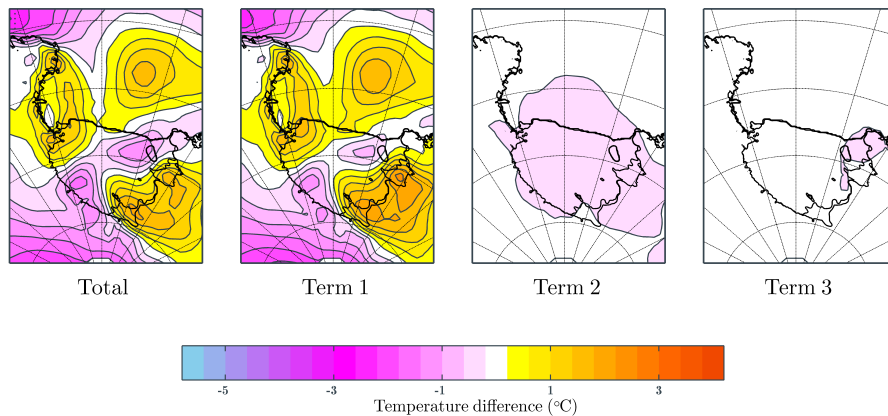 Total Term 1 Term 2 Term 3
-5 -3 -1 1 3
Temperature difference (°C)